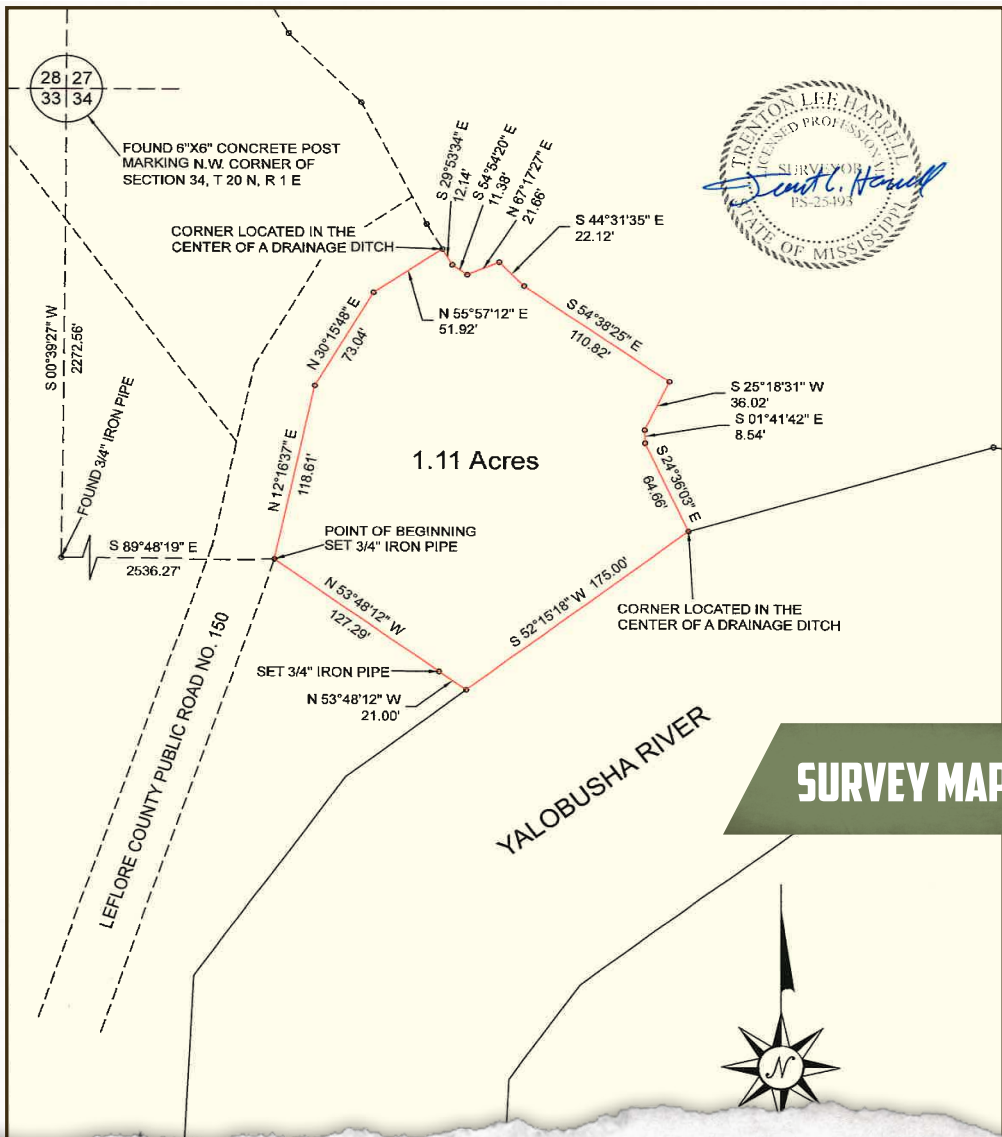 28 27
33 34
FOUND 6"X6" CONCRETE POST
MARKING N.W. CORNER OF
SECTION 34, T 20 N, R 1 E
TRENTON LEE HARRELL
LICENSED PROFESSIONAL
SURVEYOR
PS-25493
STATE OF MISSISSIPPI
CORNER LOCATED IN THE
CENTER OF A DRAINAGE DITCH
S 29°53'34" E
12.14'
S 54°54'20" E
11.38'
N 67°17'27" E
21.66'
S 44°31'35" E
22.12'
S 00°39'27" W
2272.56'
N 55°57'12" E
51.92'
N 30°15'48" E
73.04'
S 54°38'25" E
110.82'
S 25°18'31" W
36.02'
S 01°41'42" E
8.54'
FOUND 3/4" IRON PIPE
N 12°16'37" E
118.61'
1.11 Acres
S 24°36'03" E
64.66'
POINT OF BEGINNING
SET 3/4" IRON PIPE
S 89°48'19" E
2536.27'
N 53°48'12" W
127.29'
S 52°15'18" W 175.00'
CORNER LOCATED IN THE
CENTER OF A DRAINAGE DITCH
SET 3/4" IRON PIPE
N 53°48'12" W
21.00'
LEFLORE COUNTY PUBLIC ROAD NO. 150
YALOBUSHA RIVER
SURVEY MAP
N